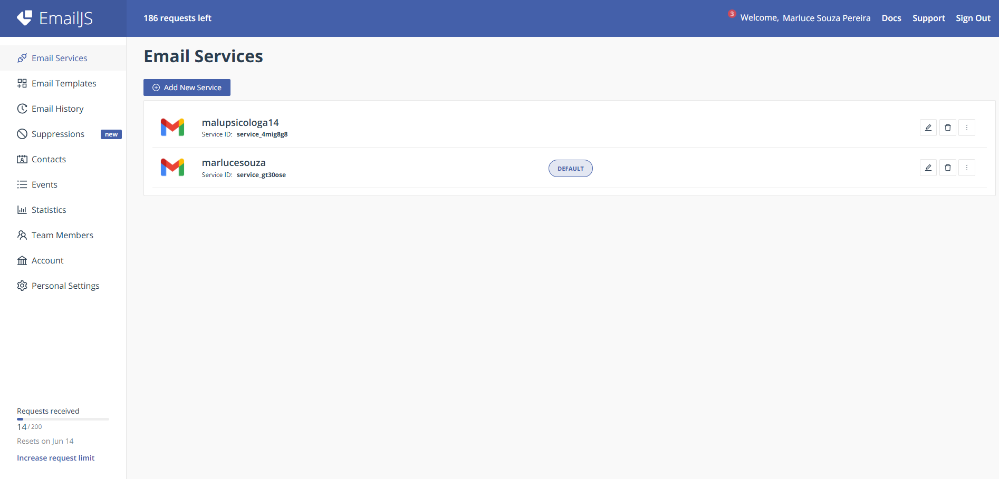 EmailJS
186 requests left
3
Welcome, Marluce Souza Pereira
Docs
Support
Sign Out
Email Services
Email Templates
Email History
Suppressions new
Contacts
Events
Statistics
Team Members
Account
Personal Settings
Requests received
14/200
Resets on Jun 14
Increase request limit
Email Services
Add New Service
malupsicologa14
Service ID: service_4mig8g8
marlucesouza
Service ID: service_gt30ose
DEFAULT